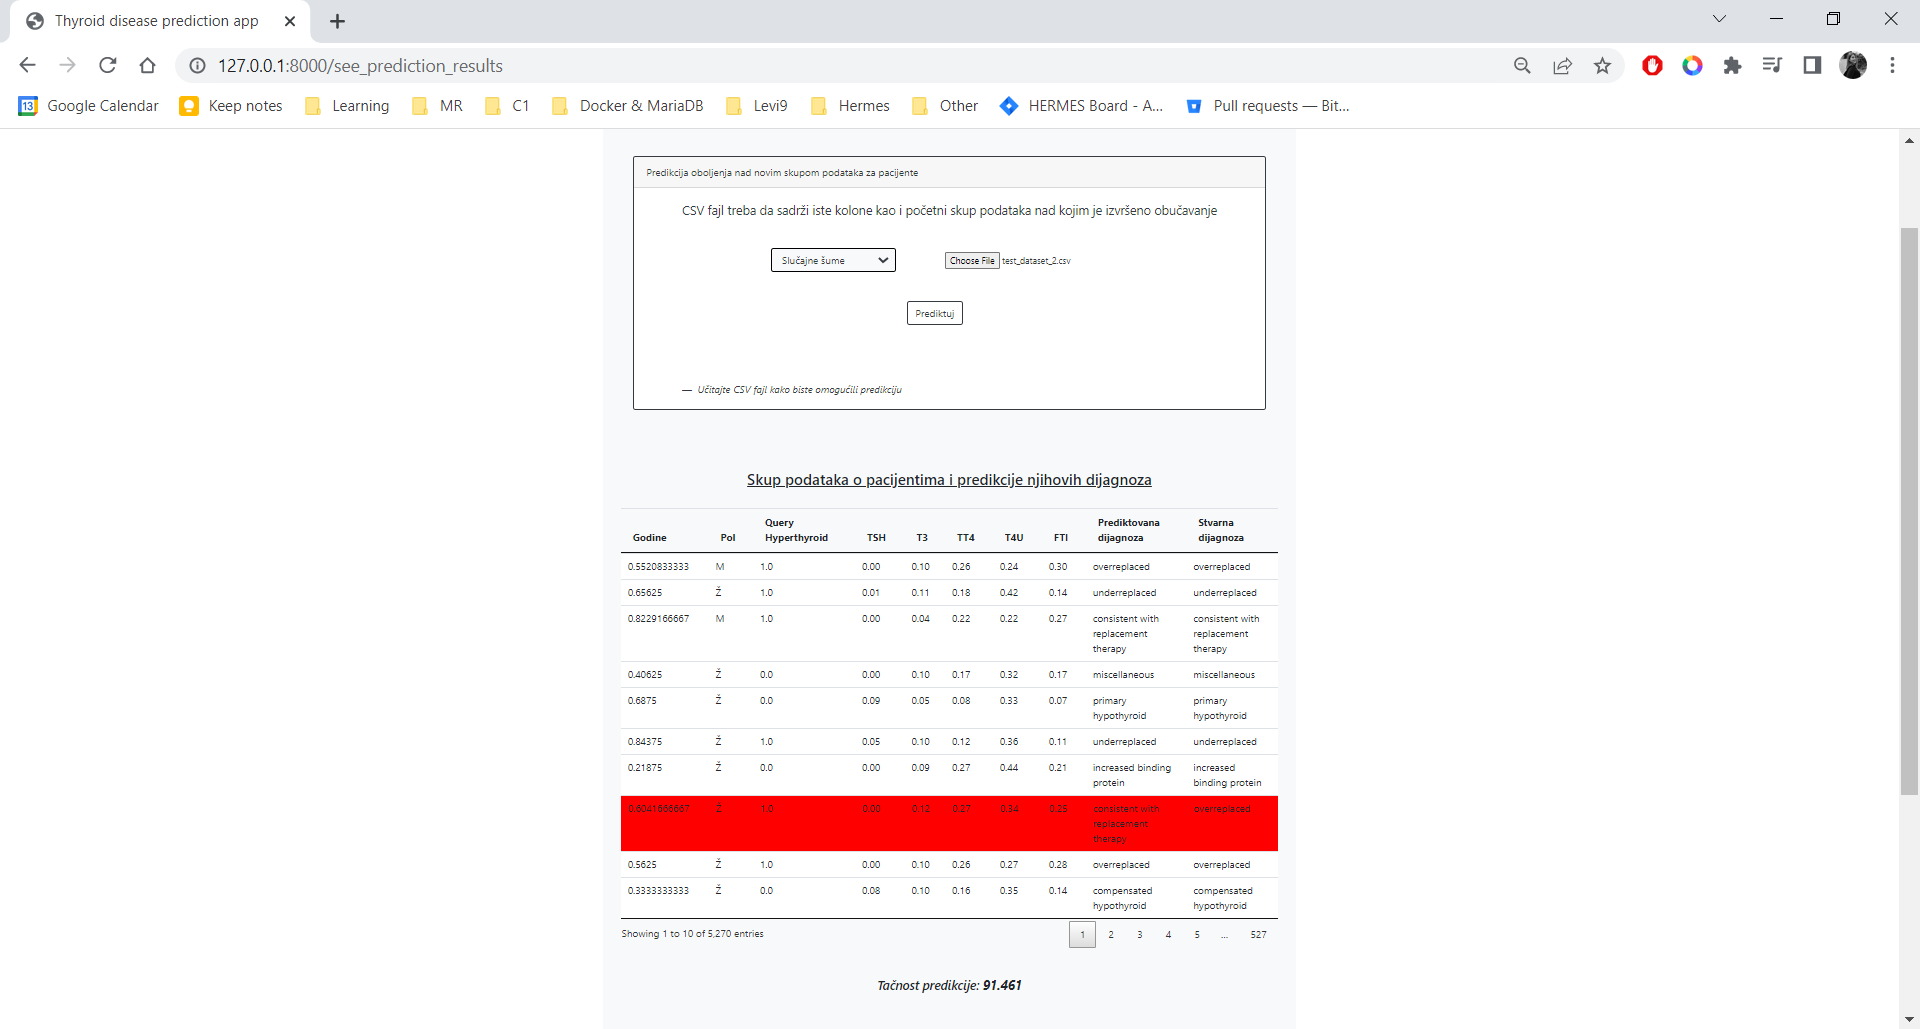 Thyroid disease prediction app
127.0.0.1:8000/see_prediction_results
13 Google Calendar Keep notes Learning MR C1 Docker & MariaDB Levi9 Hermes Other HERMES Board - A... Pull requests — Bit...
Predikcija oboljenja nad novim skupom podataka za pacijente
CSV fajl treba da sadrži iste kolone kao i početni skup podataka nad kojim je izvršeno obučavanje
Slučajne šume Choose File test_dataset_2.csv
Prediktuj
— Učitajte CSV fajl kako biste omogućili predikciju
Skup podataka o pacijentima i predikcije njihovih dijagnoza
Query Prediktovana Stvarna
Godine Pol Hyperthyroid TSH T3 TT4 T4U FTI dijagnoza dijagnoza
0.5520833333 M 1.0 0.00 0.10 0.26 0.24 0.30 overreplaced overreplaced
0.65625 Ž 1.0 0.01 0.11 0.18 0.42 0.14 underreplaced underreplaced
0.8229166667 M 1.0 0.00 0.04 0.22 0.22 0.27 consistent with consistent with
replacement replacement
therapy therapy
0.40625 Ž 0.0 0.00 0.10 0.17 0.32 0.17 miscellaneous miscellaneous
0.6875 Ž 0.0 0.09 0.05 0.08 0.33 0.07 primary primary
hypothyroid hypothyroid
0.84375 Ž 1.0 0.05 0.10 0.12 0.36 0.11 underreplaced underreplaced
0.21875 Ž 0.0 0.00 0.09 0.27 0.44 0.21 increased binding increased
protein binding protein
0.6041666667 Ž 1.0 0.00 0.12 0.27 0.34 0.25 consistent with overreplaced
replacement
therapy
0.5625 Ž 1.0 0.00 0.10 0.26 0.27 0.28 overreplaced overreplaced
0.3333333333 Ž 0.0 0.08 0.10 0.16 0.35 0.14 compensated compensated
hypothyroid hypothyroid
Showing 1 to 10 of 5,270 entries 1 2 3 4 5 ... 527
Tačnost predikcije: 91.461